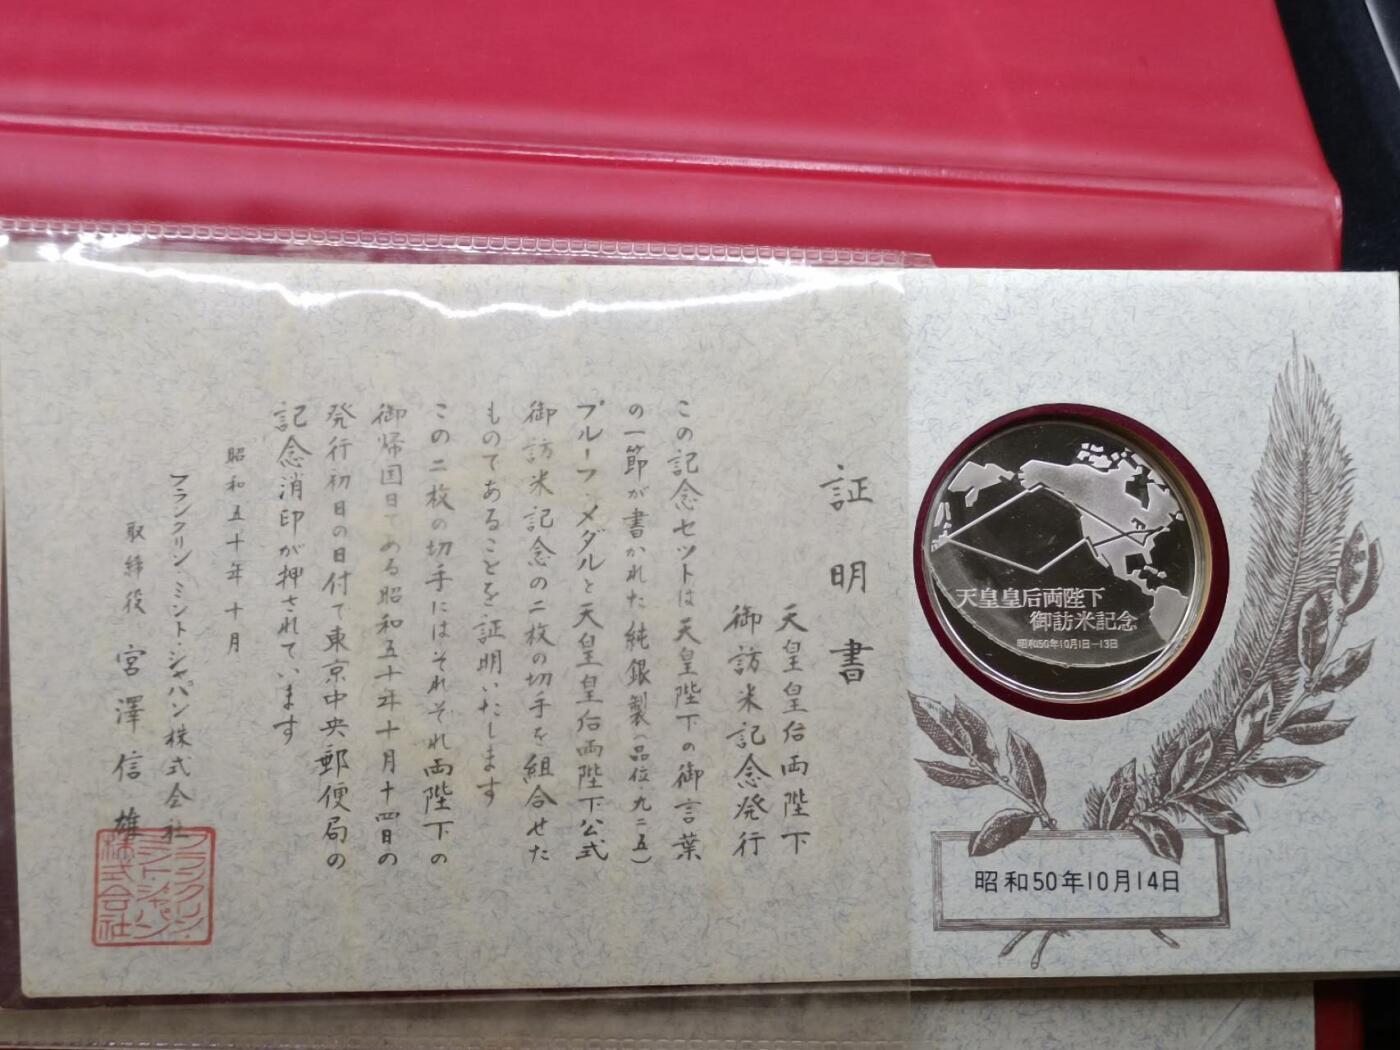 証明書
天皇皇后両陛下
御訪米記念発行
この記念セットは天皇陛下の御言葉
の一節が書かれた純銀製(品位・九二五)
プルーフ・メダルと天皇皇后両陛下公式
御訪米記念の二枚の切手を組合せた
ものであることを証明いたします
この二枚の切手にはそれぞれ両陛下の
御帰国日である昭和五十年十月十四日の
発行初日の日付で東京中央郵便局の
記念消印が押されています
昭和五十年十月
フランクリン・ミント・ジャパン株式会社
取締役 宮澤信雄
フランクリン・
ミント・ジャパン
株式会社
天皇皇后両陛下
御訪米記念
昭和50年10月1日-13日
昭和50年10月14日